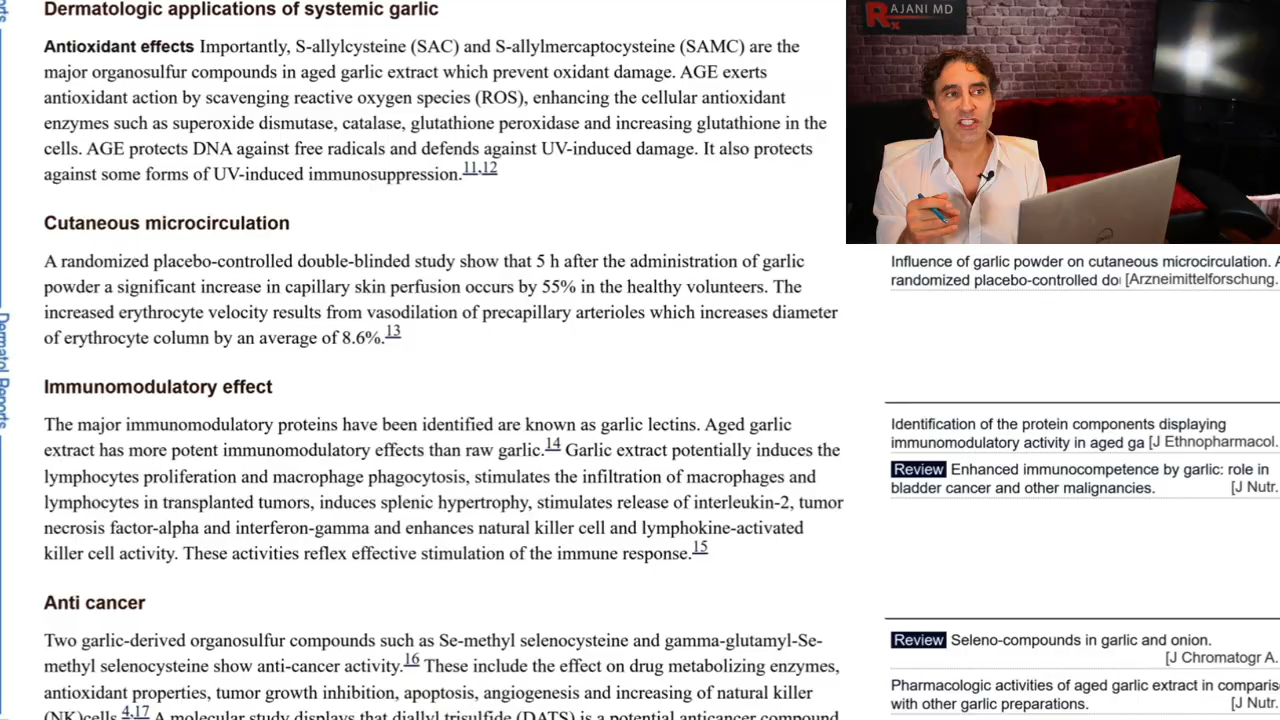 Dermatologic applications of systemic garlic
Antioxidant effects Importantly, S-allylcysteine (SAC) and S-allylmercaptocysteine (SAMC) are the
major organosulfur compounds in aged garlic extract which prevent oxidant damage. AGE exerts
antioxidant action by scavenging reactive oxygen species (ROS), enhancing the cellular antioxidant
enzymes such as superoxide dismutase, catalase, glutathione peroxidase and increasing glutathione in the
cells. AGE protects DNA against free radicals and defends against UV-induced damage. It also protects
against some forms of UV-induced immunosuppression.11,12
Cutaneous microcirculation
A randomized placebo-controlled double-blinded study show that 5 h after the administration of garlic
powder a significant increase in capillary skin perfusion occurs by 55% in the healthy volunteers. The
increased erythrocyte velocity results from vasodilation of precapillary arterioles which increases diameter
of erythrocyte column by an average of 8.6%.13
Immunomodulatory effect
The major immunomodulatory proteins have been identified are known as garlic lectins. Aged garlic
extract has more potent immunomodulatory effects than raw garlic.14 Garlic extract potentially induces the
lymphocytes proliferation and macrophage phagocytosis, stimulates the infiltration of macrophages and
lymphocytes in transplanted tumors, induces splenic hypertrophy, stimulates release of interleukin-2, tumor
necrosis factor-alpha and interferon-gamma and enhances natural killer cell and lymphokine-activated
killer cell activity. These activities reflex effective stimulation of the immune response.15
Anti cancer
Two garlic-derived organosulfur compounds such as Se-methyl selenocysteine and gamma-glutamyl-Se-
methyl selenocysteine show anti-cancer activity.16 These include the effect on drug metabolizing enzymes,
antioxidant properties, tumor growth inhibition, apoptosis, angiogenesis and increasing of natural killer
(NK)cells.4,17 A molecular study displays that diallyl trisulfide (DATS) is a potential anticancer compound
Dermatol Reports
RAJANI MD
Rx
Influence of garlic powder on cutaneous microcirculation. A
randomized placebo-controlled do [Arzneimittelforschung.
Identification of the protein components displaying
immunomodulatory activity in aged ga [J Ethnopharmacol.
Review Enhanced immunocompetence by garlic: role in
bladder cancer and other malignancies. [J Nutr.
Review Seleno-compounds in garlic and onion.
[J Chromatogr A.
Pharmacologic activities of aged garlic extract in comparis
with other garlic preparations. [J Nutr.